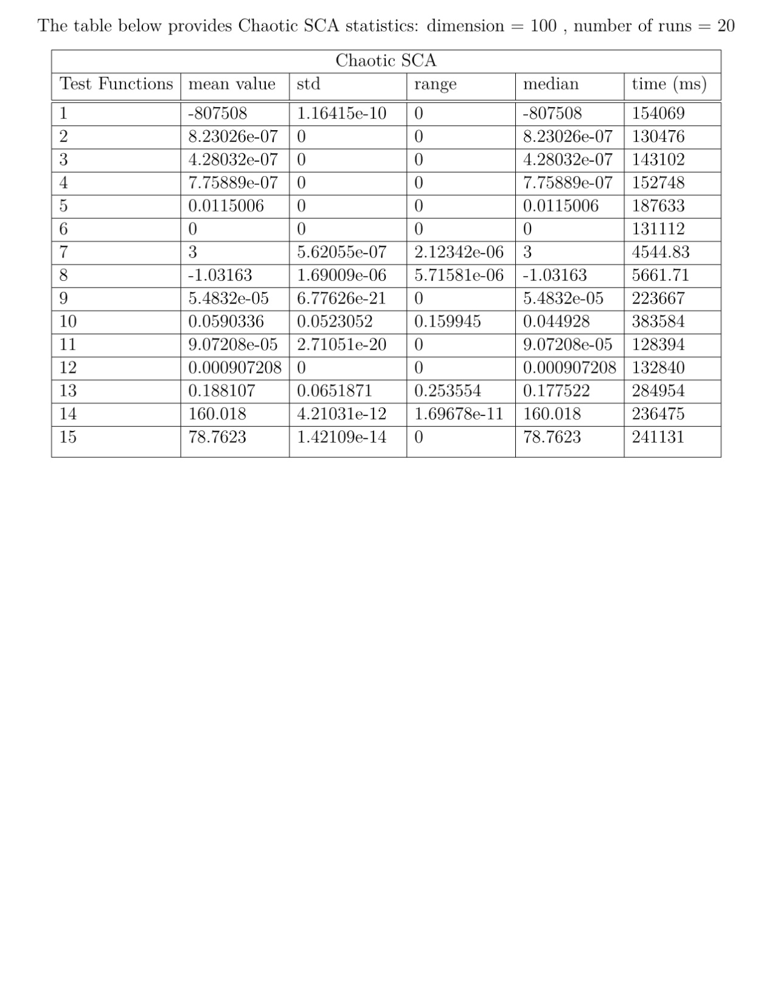 The table below provides Chaotic SCA statistics: dimension = 100 , number of runs = 20
Chaotic SCA
Test Functions mean value std range median time (ms)
1 -807508 1.16415e-10 0 -807508 154069
2 8.23026e-07 0 0 8.23026e-07 130476
3 4.28032e-07 0 0 4.28032e-07 143102
4 7.75889e-07 0 0 7.75889e-07 152748
5 0.0115006 0 0 0.0115006 187633
6 0 0 0 0 131112
7 3 5.62055e-07 2.12342e-06 3 4544.83
8 -1.03163 1.69009e-06 5.71581e-06 -1.03163 5661.71
9 5.4832e-05 6.77626e-21 0 5.4832e-05 223667
10 0.0590336 0.0523052 0.159945 0.044928 383584
11 9.07208e-05 2.71051e-20 0 9.07208e-05 128394
12 0.000907208 0 0 0.000907208 132840
13 0.188107 0.0651871 0.253554 0.177522 284954
14 160.018 4.21031e-12 1.69678e-11 160.018 236475
15 78.7623 1.42109e-14 0 78.7623 241131